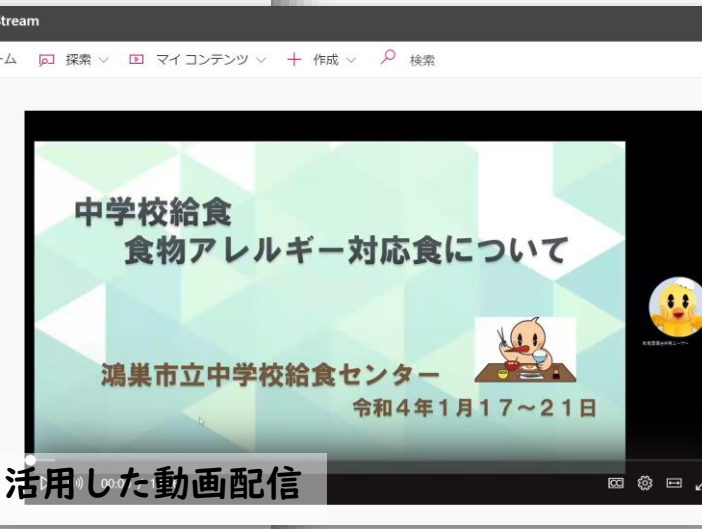 tream
ム 探索 マイ コンテンツ 作成 検索
中学校給食
食物アレルギー対応食について
鴻巣市立中学校給食センター
令和4年1月17~21日
活用した動画配信
CC